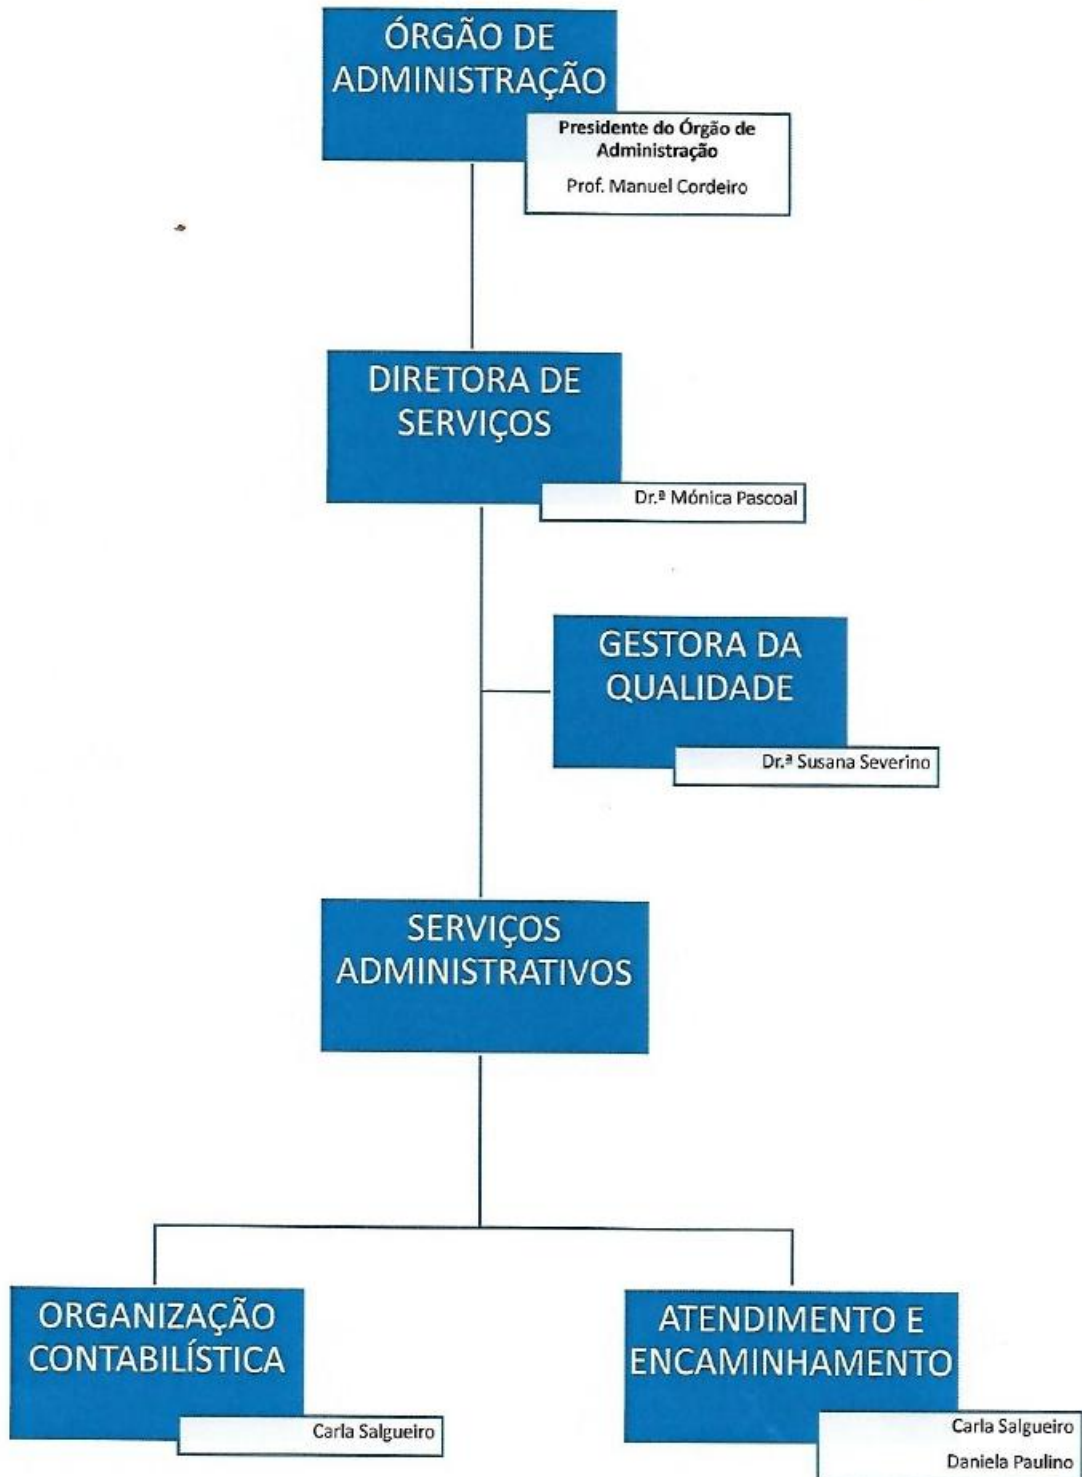 ÓRGÃO DE
ADMINISTRAÇÃO
Presidente do Órgão de
Administração
Prof. Manuel Cordeiro
DIRETORA DE
SERVIÇOS
Dr.ª Mónica Pascoal
GESTORA DA
QUALIDADE
Dr.ª Susana Severino
SERVIÇOS
ADMINISTRATIVOS
ORGANIZAÇÃO
CONTABILÍSTICA
Carla Salgueiro
ATENDIMENTO E
ENCAMINHAMENTO
Carla Salgueiro
Daniela Paulino